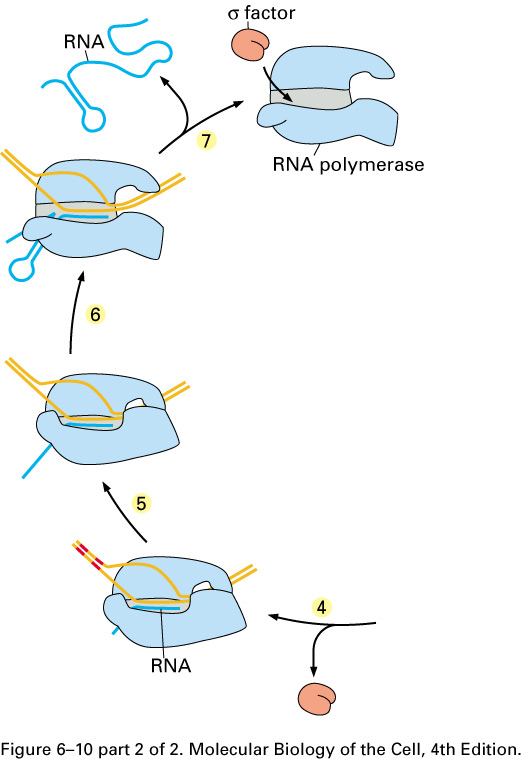 σ factor
RNA
7
RNA polymerase
6
5
4
RNA
Figure 6–10 part 2 of 2. Molecular Biology of the Cell, 4th Edition.